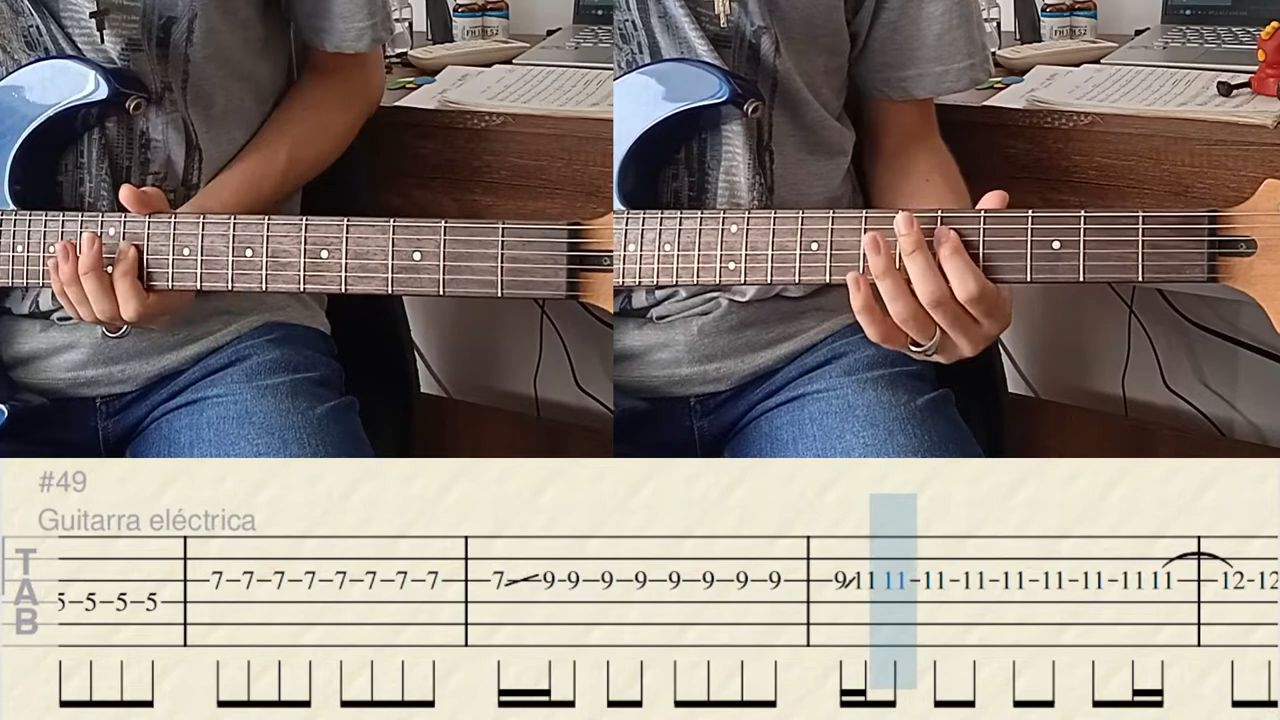 #49
Guitarra eléctrica
T
A
B
5-5-5-5
7-7-7-7-7-7-7-7
7 9-9-9-9-9-9-9-9
9 11 11-11-11-11-11-11-11 11
12-12